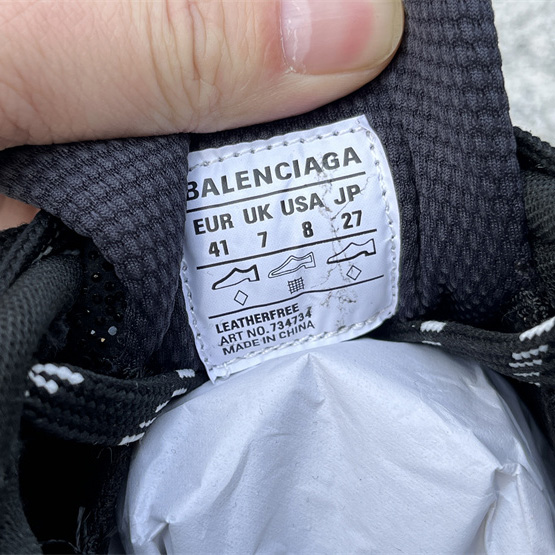 BALENCIAGA
EUR UK USA JP
41 7 8 27
LEATHERFREE
ART NO.734734
MADE IN CHINA